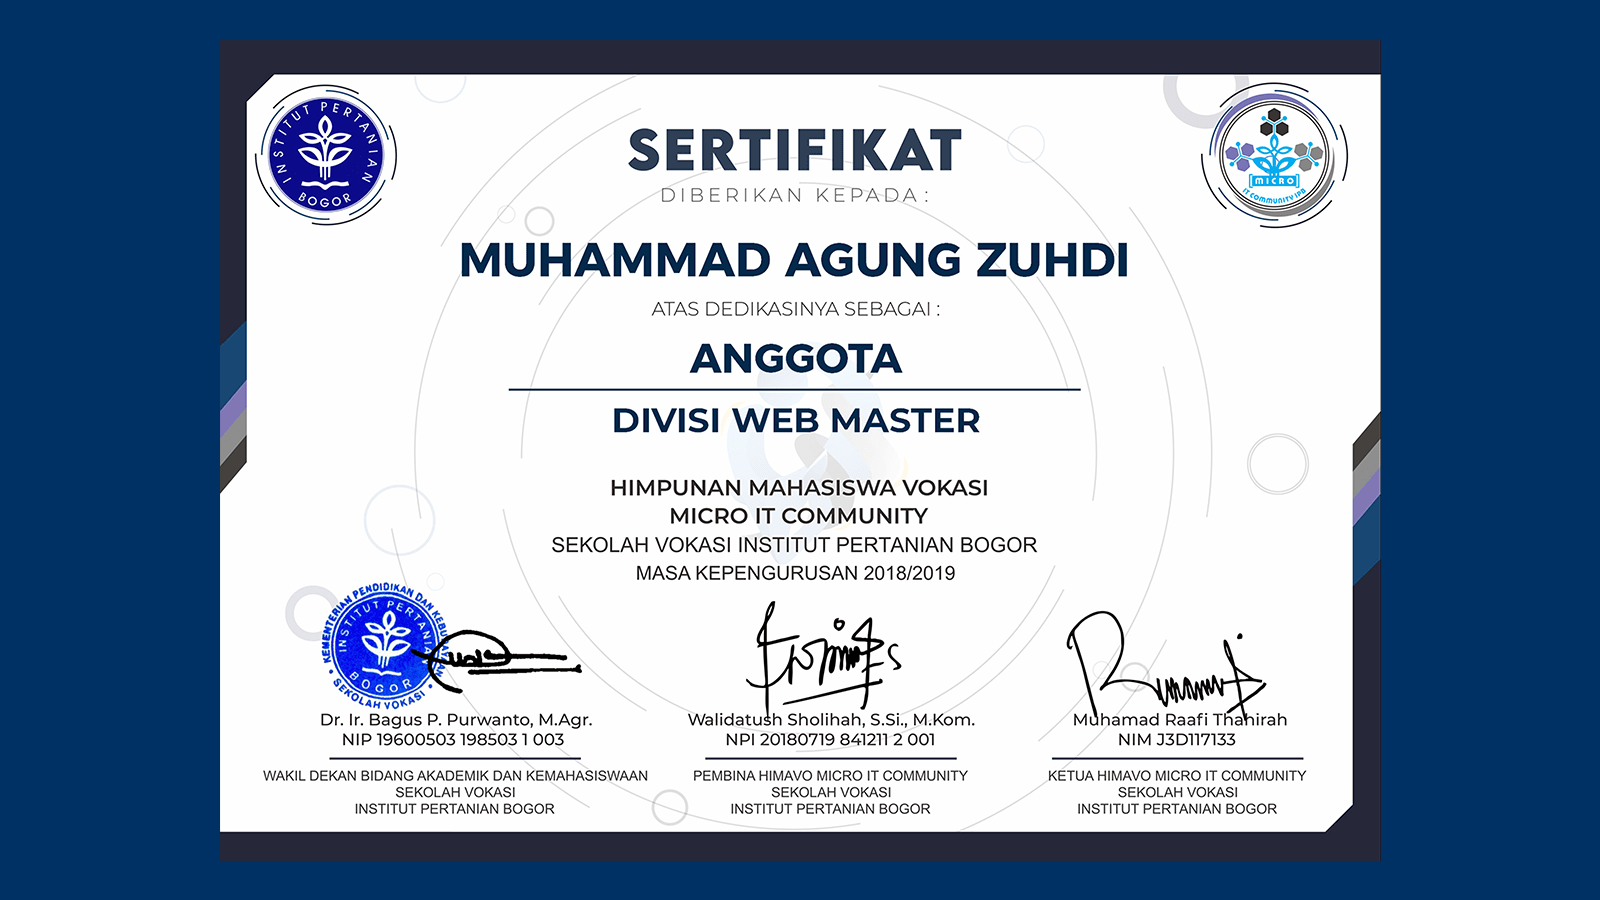 INSTITUT PERTANIAN
BOGOR
MICRO
IT COMMUNITY IPB
SERTIFIKAT
DIBERIKAN KEPADA :
MUHAMMAD AGUNG ZUHDI
ATAS DEDIKASINYA SEBAGAI :
ANGGOTA
DIVISI WEB MASTER
HIMPUNAN MAHASISWA VOKASI
MICRO IT COMMUNITY
SEKOLAH VOKASI INSTITUT PERTANIAN BOGOR
MASA KEPENGURUSAN 2018/2019
KEMENTERIAN PENDIDIKAN DAN
INSTITUT
BOGOR
SEKOLAH VOKASI
Dr. Ir. Bagus P. Purwanto, M.Agr.
NIP 19600503 198503 1 003
WAKIL DEKAN BIDANG AKADEMIK DAN KEMAHASISWAAN
SEKOLAH VOKASI
INSTITUT PERTANIAN BOGOR
Walidatush Sholihah, S.Si., M.Kom.
NPI 20180719 841211 2 001
PEMBINA HIMAVO MICRO IT COMMUNITY
SEKOLAH VOKASI
INSTITUT PERTANIAN BOGOR
Muhamad Raafi Thahirah
NIM J3D117133
KETUA HIMAVO MICRO IT COMMUNITY
SEKOLAH VOKASI
INSTITUT PERTANIAN BOGOR